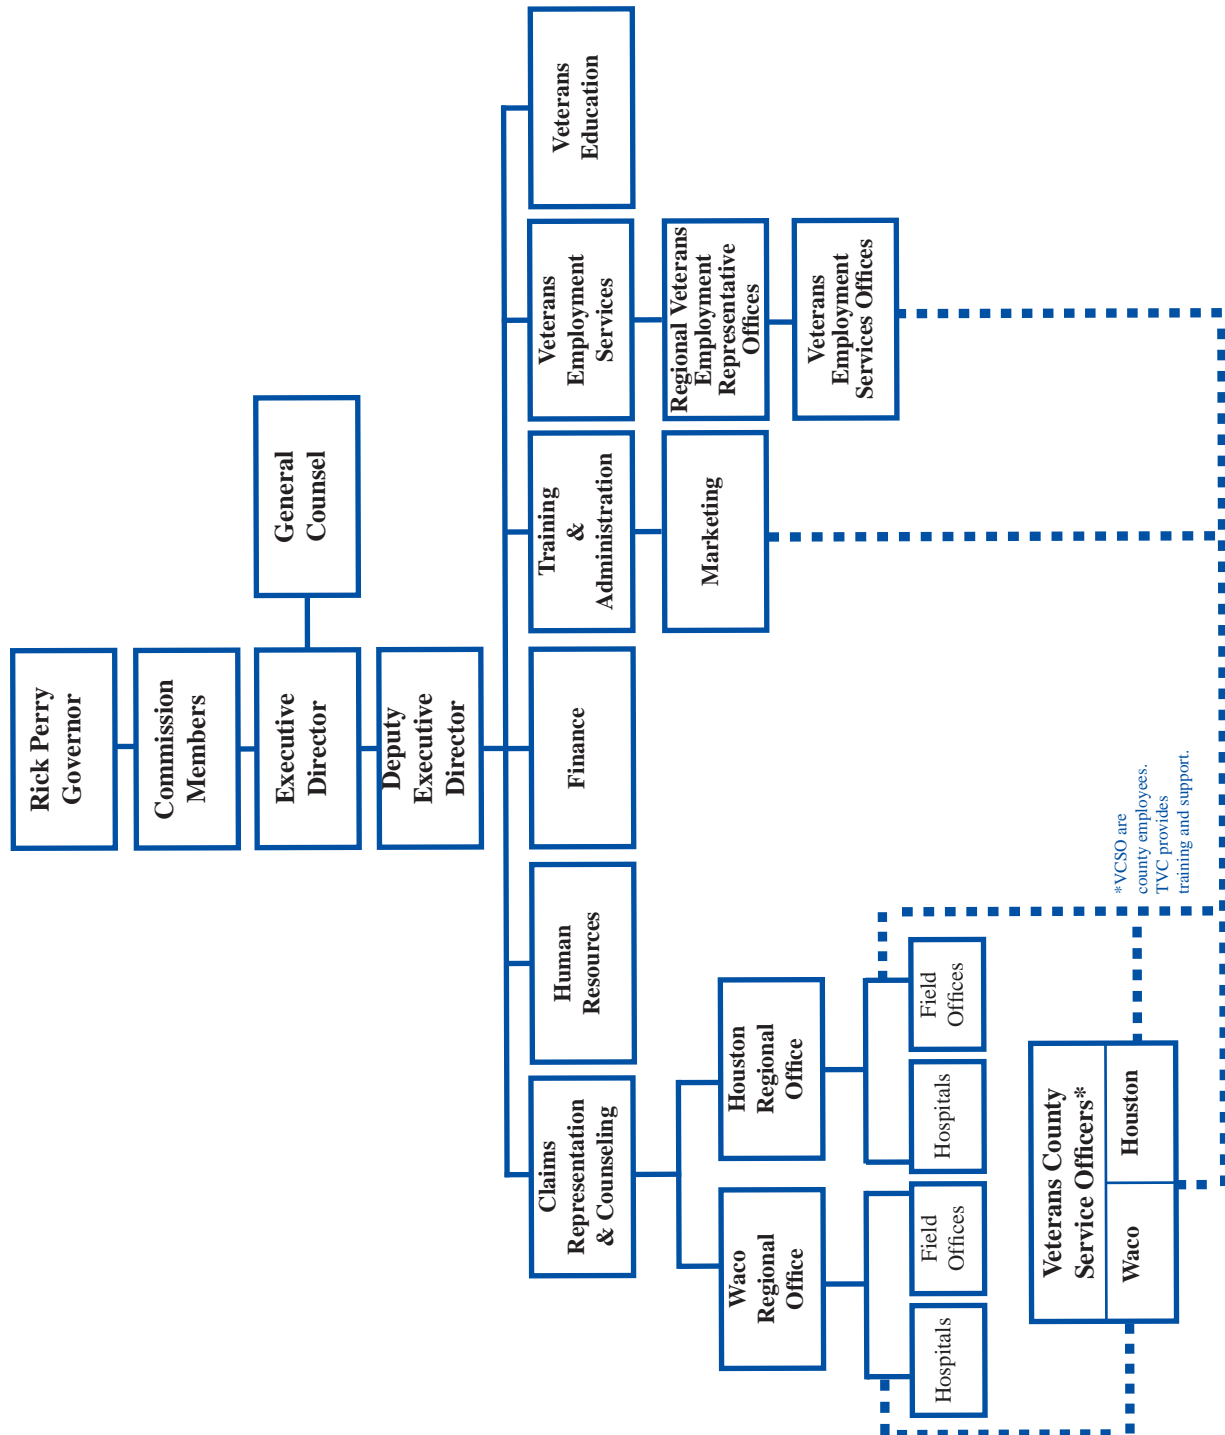 Rick Perry
Governor
Commission
Members
Executive
Director
General
Counsel
Deputy
Executive
Director
Claims
Representation
& Counseling
Human
Resources
Finance
Training
&
Administration
Veterans
Employment
Services
Veterans
Education
Waco
Regional
Office
Houston
Regional
Office
Marketing
Regional Veterans
Employment
Representative
Offices
Veterans
Employment
Services Offices
Hospitals
Field
Offices
Hospitals
Field
Offices
Veterans County
Service Officers*
Waco
Houston
*VCSO are
county employees.
TVC provides
training and support.